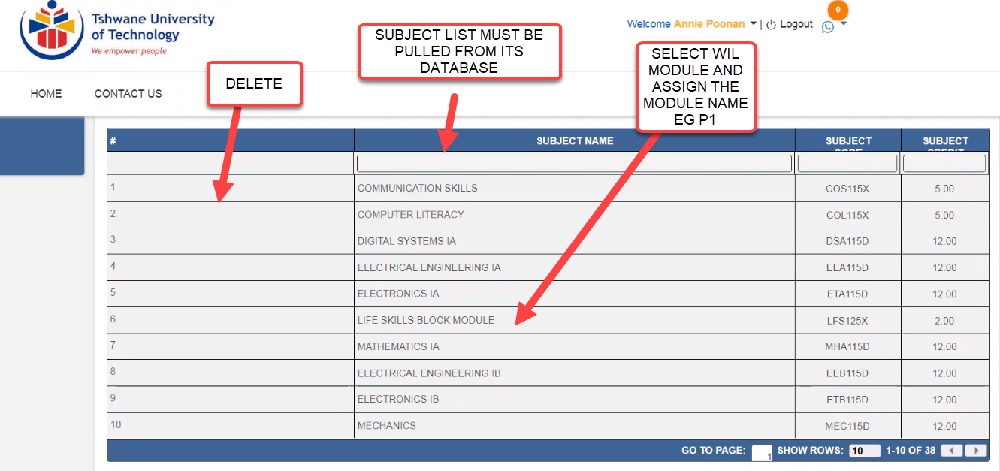 Tshwane University
of Technology
We empower people
Welcome Annie Poonan | Logout
0
HOME
CONTACT US
DELETE
SUBJECT LIST MUST BE
PULLED FROM ITS
DATABASE
SELECT WIL
MODULE AND
ASSIGN THE
MODULE NAME
EG P1
# SUBJECT NAME SUBJECT CODE SUBJECT CREDIT
1 COMMUNICATION SKILLS COS115X 5.00
2 COMPUTER LITERACY COL115X 5.00
3 DIGITAL SYSTEMS IA DSA115D 12.00
4 ELECTRICAL ENGINEERING IA EEA115D 12.00
5 ELECTRONICS IA ETA115D 12.00
6 LIFE SKILLS BLOCK MODULE LFS125X 2.00
7 MATHEMATICS IA MHA115D 12.00
8 ELECTRICAL ENGINEERING IB EEB115D 12.00
9 ELECTRONICS IB ETB115D 12.00
10 MECHANICS MEC115D 12.00
GO TO PAGE: 1 SHOW ROWS: 10 1-10 OF 38